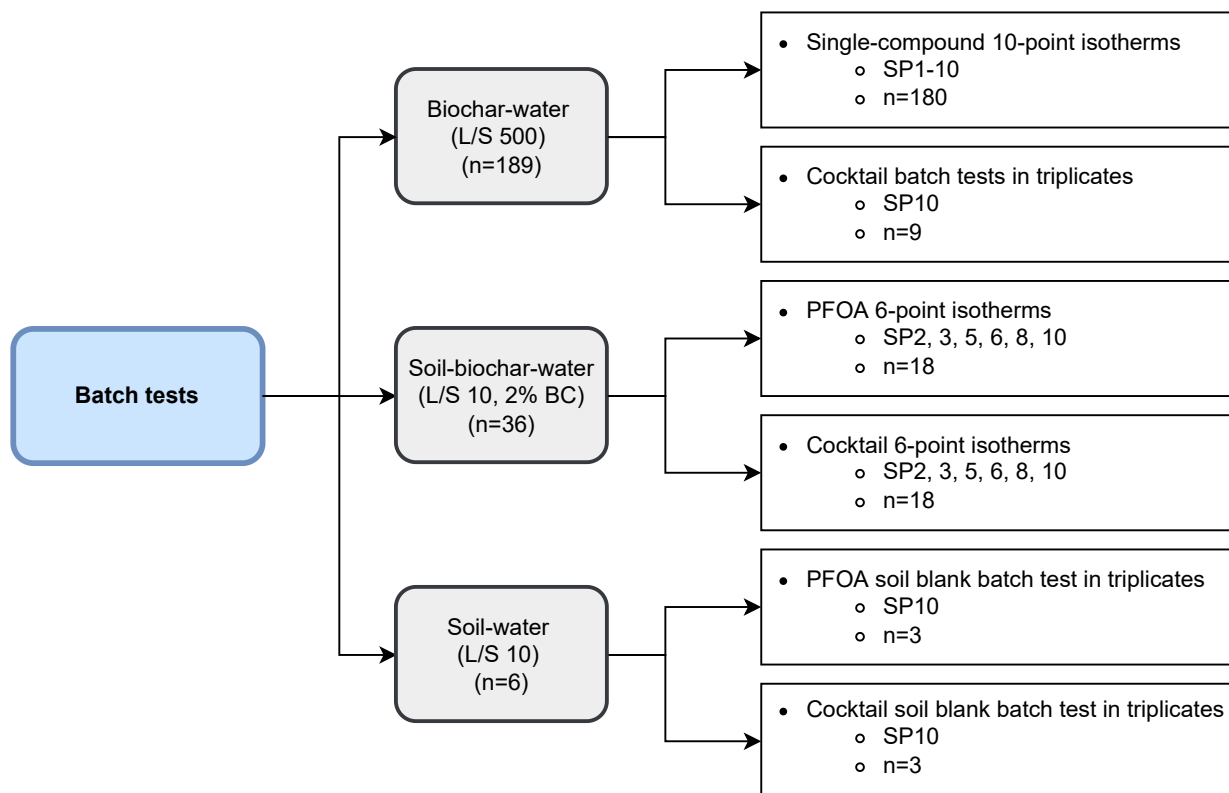 Batch tests
Biochar-water
(L/S 500)
(n=189)
Single-compound 10-point isotherms
SP1-10
n=180
Cocktail batch tests in triplicates
SP10
n=9
Soil-biochar-water
(L/S 10, 2% BC)
(n=36)
PFOA 6-point isotherms
SP2, 3, 5, 6, 8, 10
n=18
Cocktail 6-point isotherms
SP2, 3, 5, 6, 8, 10
n=18
Soil-water
(L/S 10)
(n=6)
PFOA soil blank batch test in triplicates
SP10
n=3
Cocktail soil blank batch test in triplicates
SP10
n=3